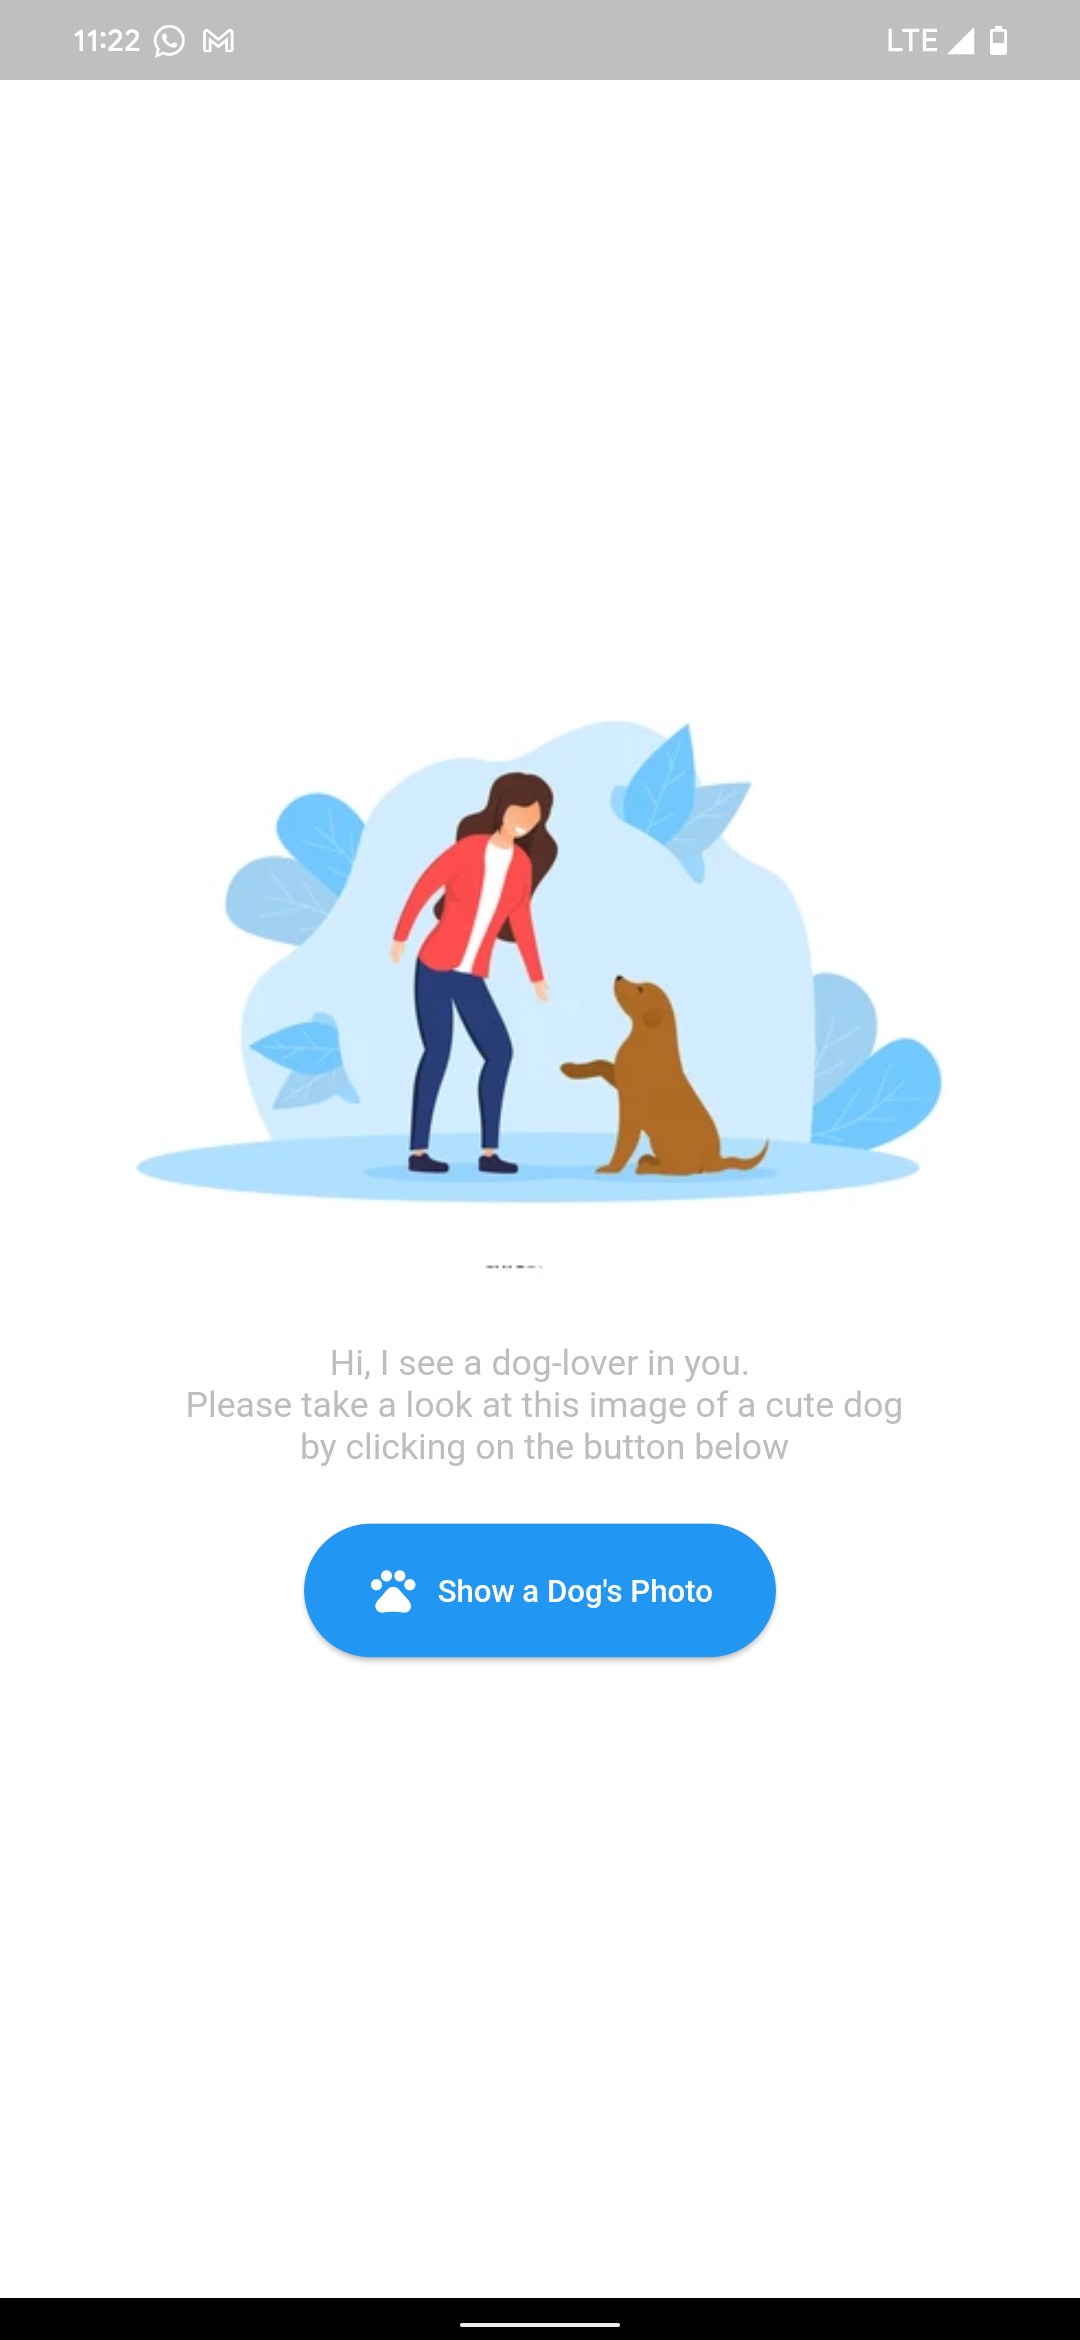 11:22 LTE
Hi, I see a dog-lover in you.
Please take a look at this image of a cute dog
by clicking on the button below
Show a Dog's Photo